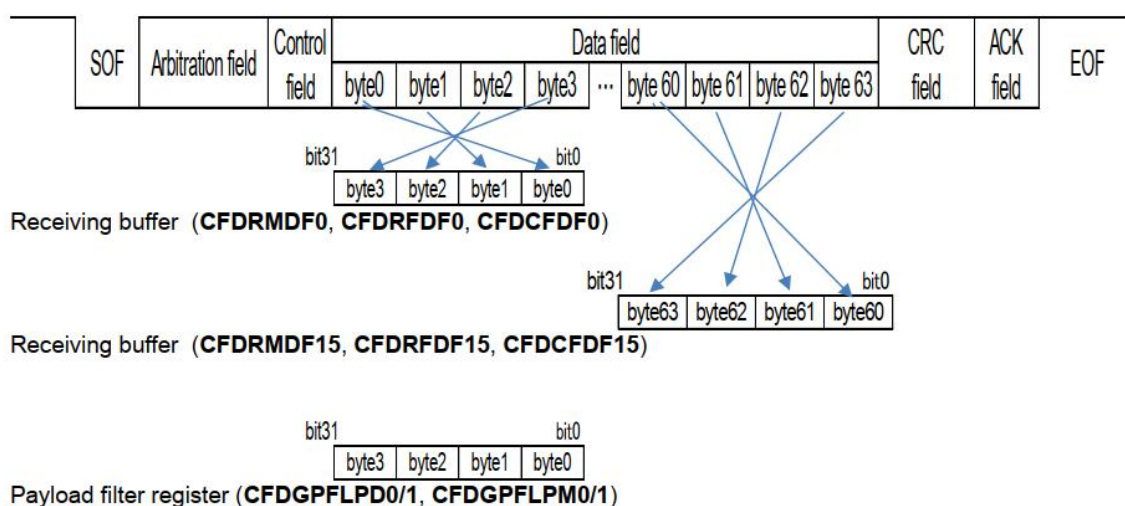 SOF Arbitration field Control field Data field CRC field ACK field EOF
byte0 byte1 byte2 byte3 ... byte 60 byte 61 byte 62 byte 63
bit31 bit0
byte3 byte2 byte1 byte0
Receiving buffer (CFDRMDF0, CFDRFDF0, CFDCFDF0)
bit31 bit0
byte63 byte62 byte61 byte60
Receiving buffer (CFDRMDF15, CFDRFDF15, CFDCFDF15)
bit31 bit0
byte3 byte2 byte1 byte0
Payload filter register (CFDGPFLPD0/1, CFDGPFLPM0/1)